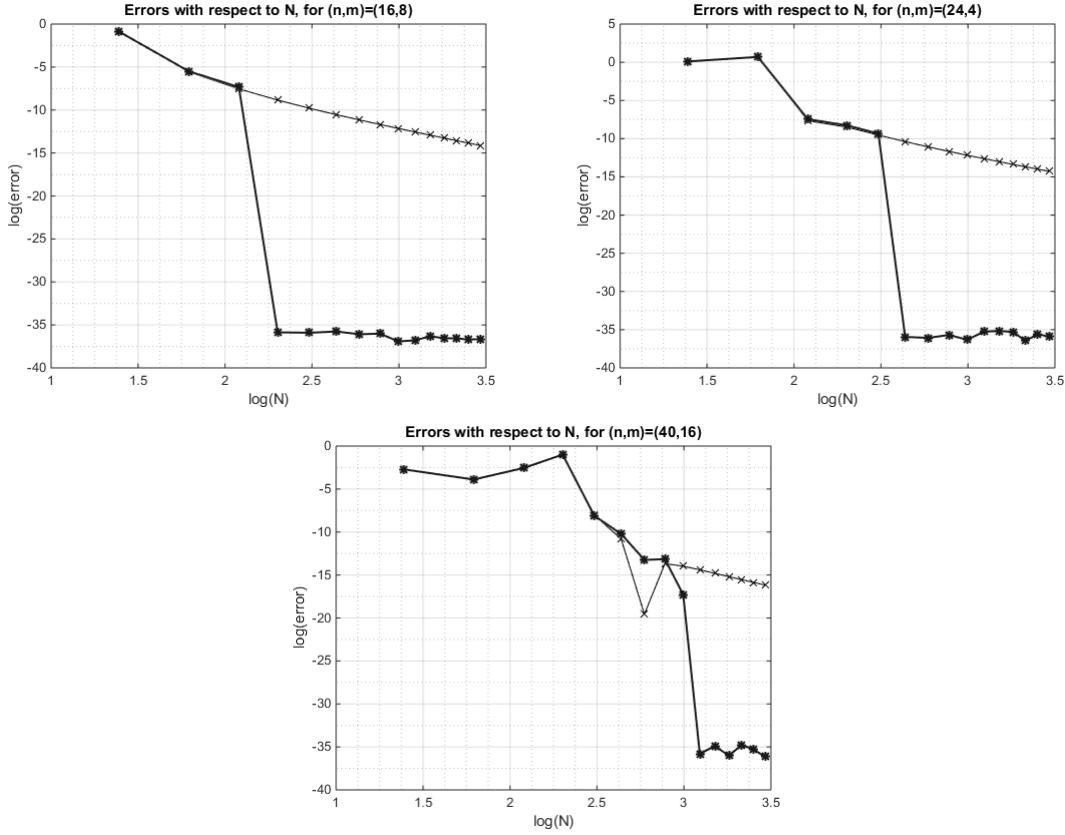 Errors with respect to N, for (n,m)=(16,8)
0
-5
-10
-15
-20
-25
-30
-35
-40
log(error)
1 1.5 2 2.5 3 3.5
log(N)
Errors with respect to N, for (n,m)=(24,4)
5
0
-5
-10
-15
-20
-25
-30
-35
-40
log(error)
1 1.5 2 2.5 3 3.5
log(N)
Errors with respect to N, for (n,m)=(40,16)
0
-5
-10
-15
-20
-25
-30
-35
-40
log(error)
1 1.5 2 2.5 3 3.5
log(N)